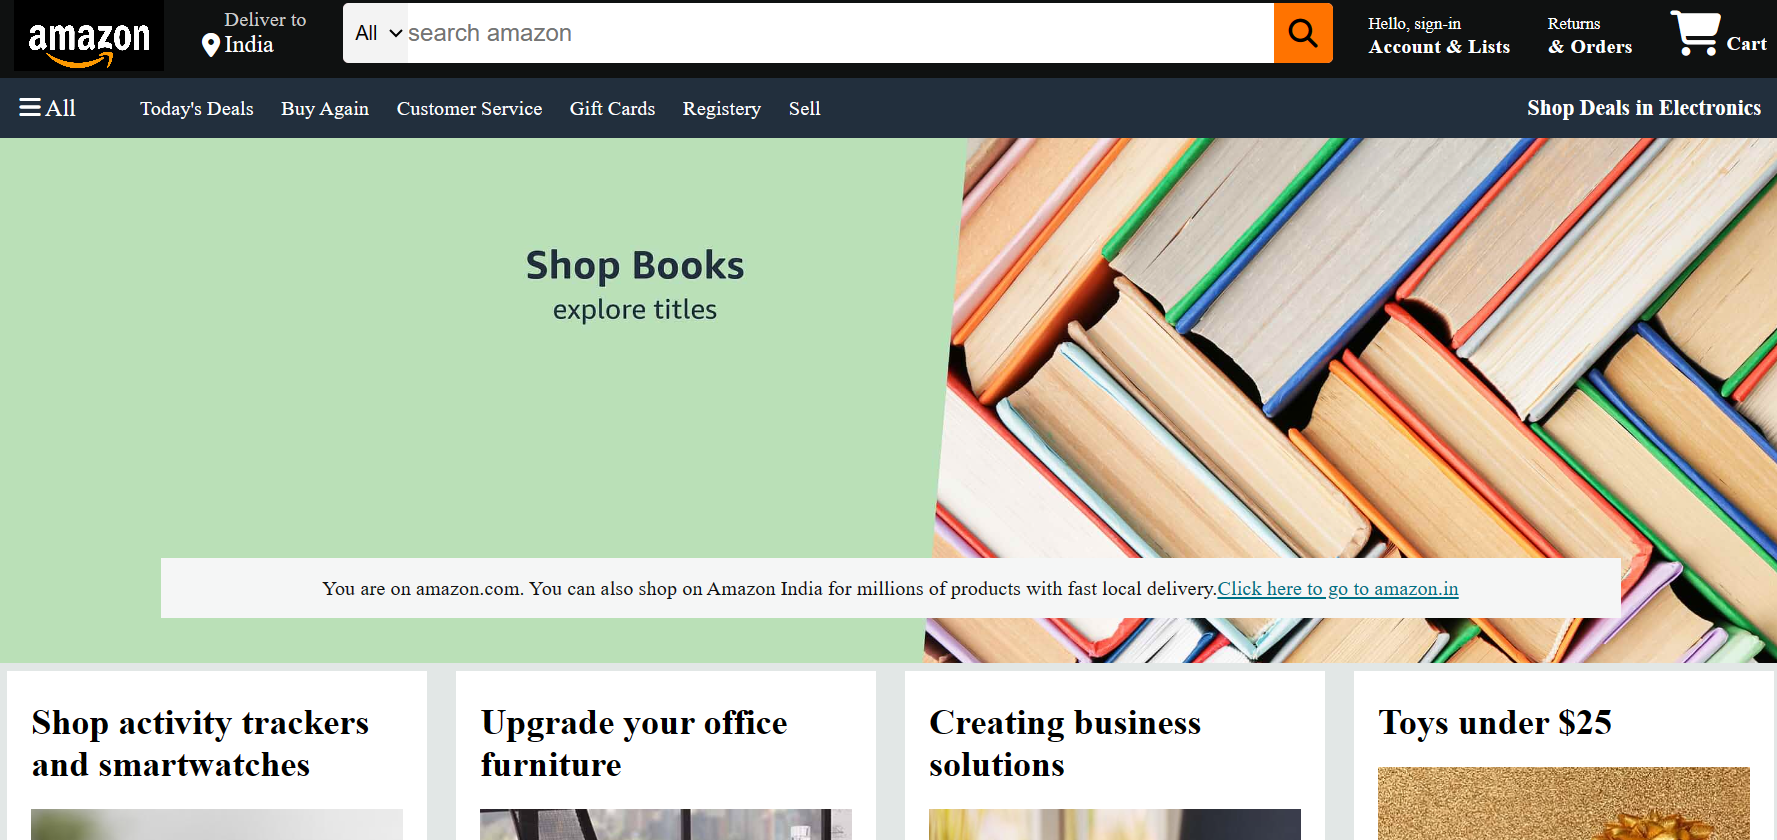 amazon
Deliver to
India
All
search amazon
Hello, sign-in
Account & Lists
Returns
& Orders
Cart
All
Today's Deals
Buy Again
Customer Service
Gift Cards
Registery
Sell
Shop Deals in Electronics
Shop Books
explore titles
You are on amazon.com. You can also shop on Amazon India for millions of products with fast local delivery.Click here to go to amazon.in
Shop activity trackers
and smartwatches
Upgrade your office
furniture
Creating business
solutions
Toys under $25